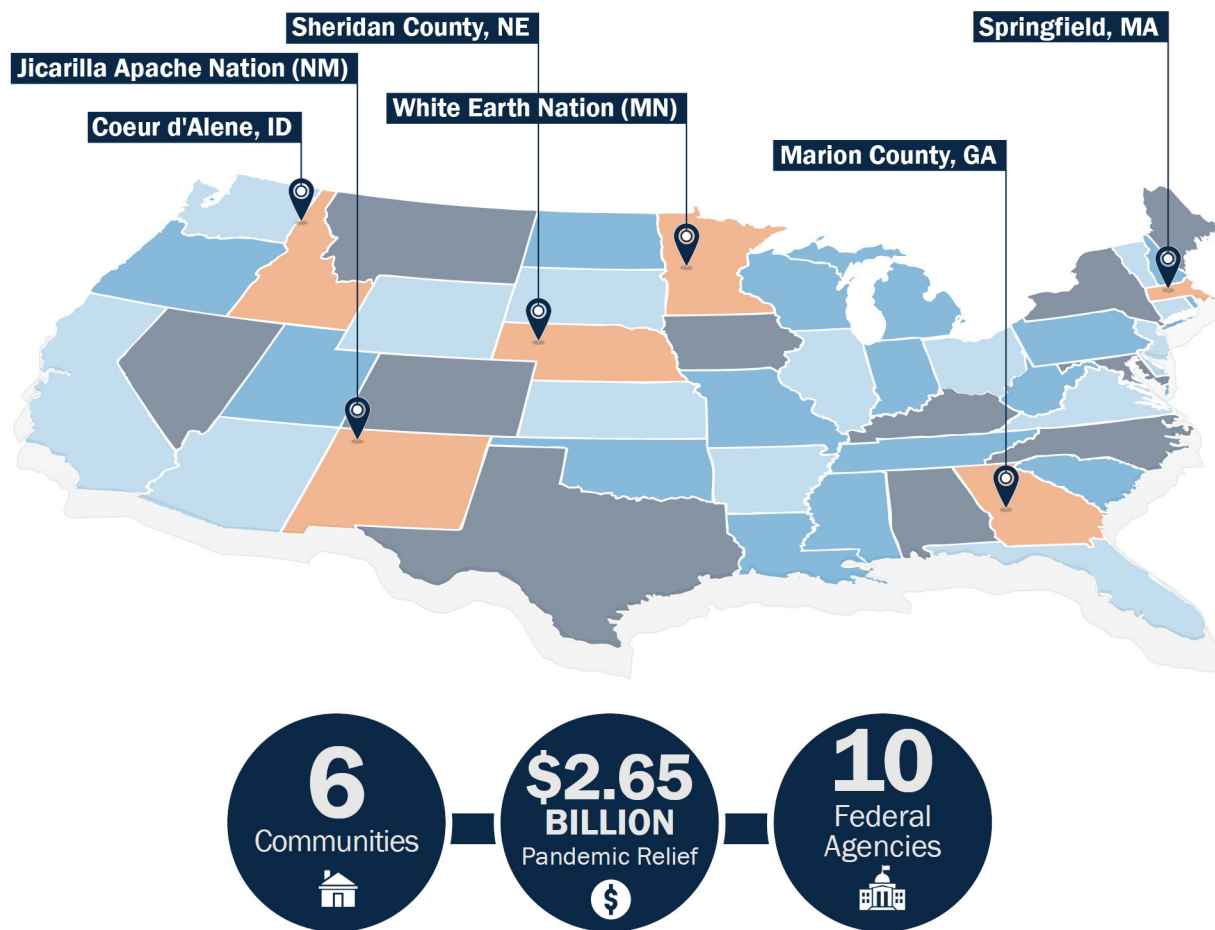 Sheridan County, NE
Springfield, MA
Jicarilla Apache Nation (NM)
White Earth Nation (MN)
Coeur d'Alene, ID
Marion County, GA
6
Communities
$2.65
BILLION
Pandemic Relief
$
10
Federal
Agencies